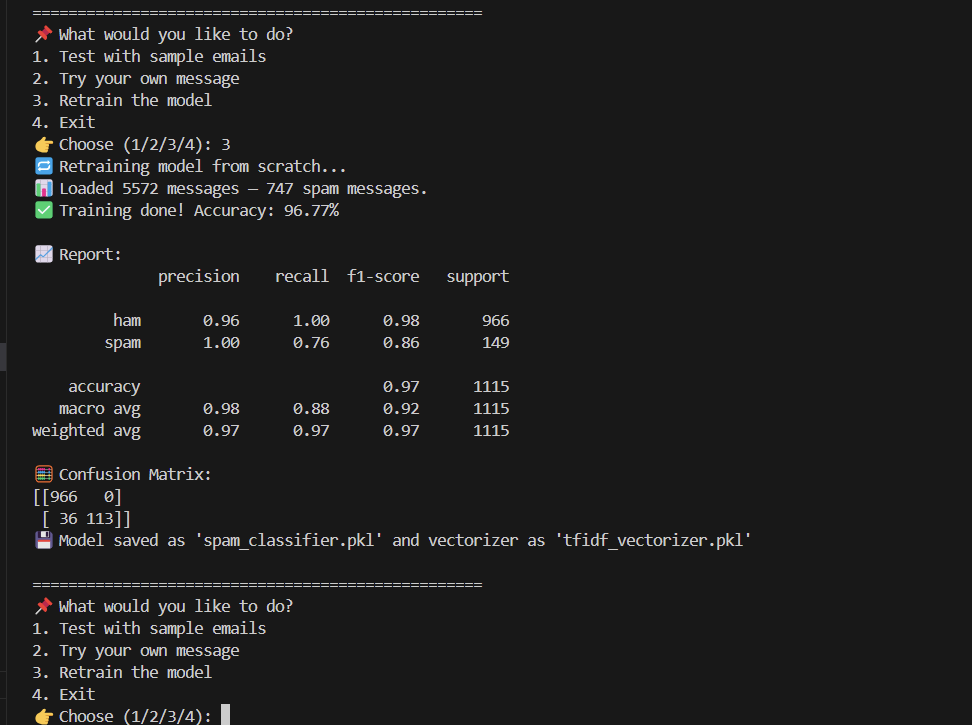 ==================================================
📌 What would you like to do?
1. Test with sample emails
2. Try your own message
3. Retrain the model
4. Exit
👉 Choose (1/2/3/4): 3
🔁 Retraining model from scratch...
📊 Loaded 5572 messages — 747 spam messages.
✅ Training done! Accuracy: 96.77%
📈 Report:
              precision    recall  f1-score   support
         ham       0.96      1.00      0.98       966
        spam       1.00      0.76      0.86       149
    accuracy                           0.97      1115
   macro avg       0.98      0.88      0.92      1115
weighted avg       0.97      0.97      0.97      1115
🧮 Confusion Matrix:
[[966   0]
 [ 36 113]]
💾 Model saved as 'spam_classifier.pkl' and vectorizer as 'tfidf_vectorizer.pkl'
==================================================
📌 What would you like to do?
1. Test with sample emails
2. Try your own message
3. Retrain the model
4. Exit
👉 Choose (1/2/3/4):